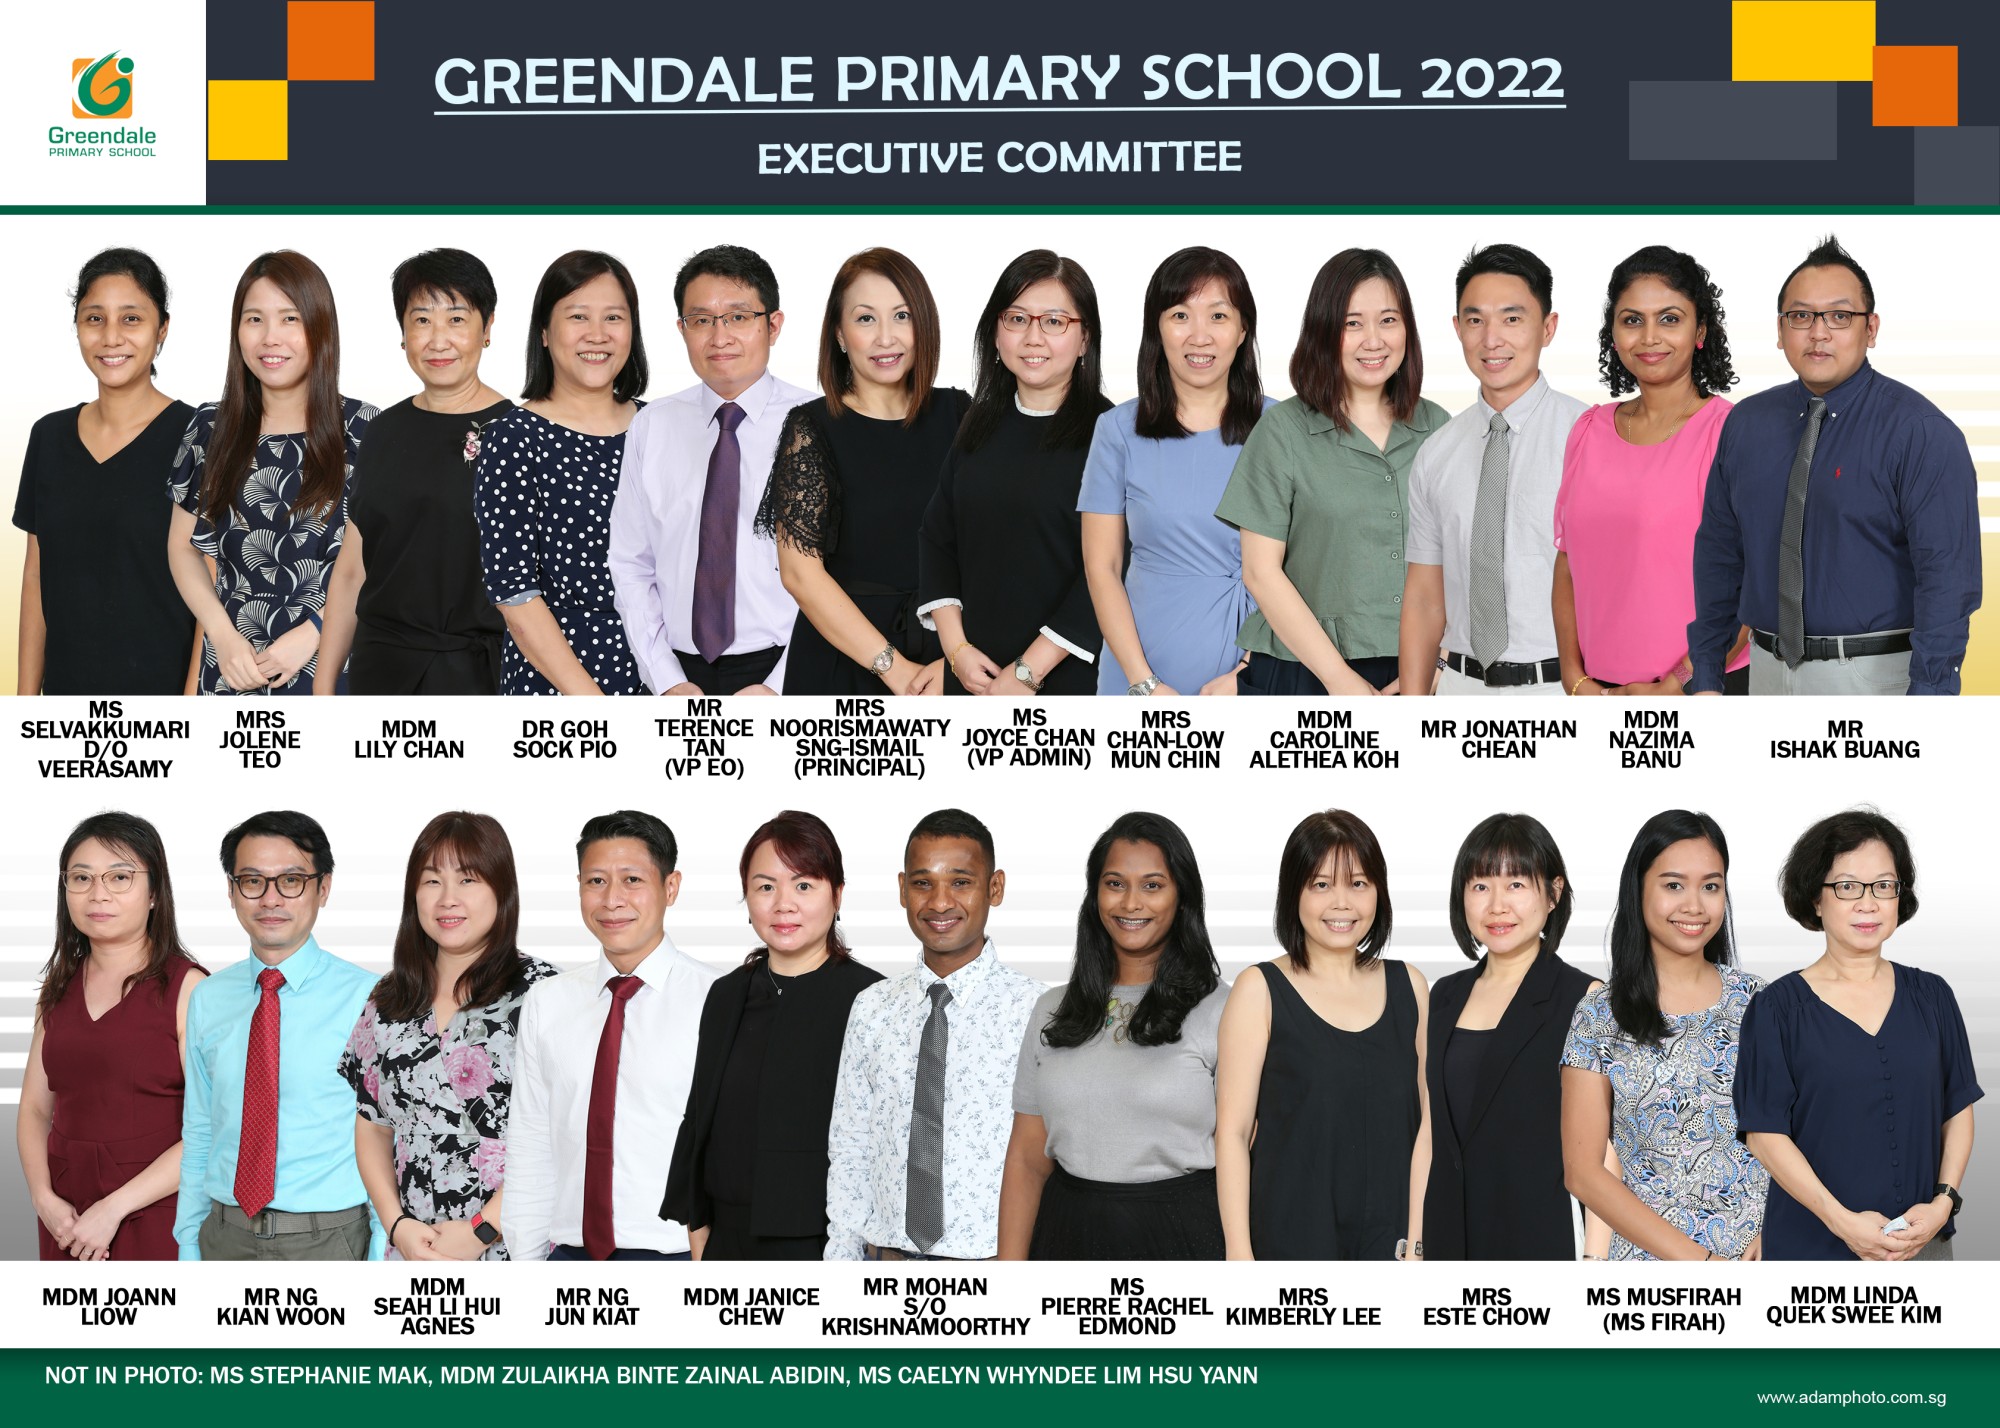 Greendale
PRIMARY SCHOOL
GREENDALE PRIMARY SCHOOL 2022
EXECUTIVE COMMITTEE
MS
SELVAKKUMARI
D/O
VEERASAMY
MRS
JOLENE
TEO
MDM
LILY CHAN
DR GOH
SOCK PIO
MR
TERENCE
TAN
(VP EO)
MRS
NOORISMAWATY
SNG-ISMAIL
(PRINCIPAL)
MS
JOYCE CHAN
(VP ADMIN)
MRS
CHAN-LOW
MUN CHIN
MDM
CAROLINE
ALETHEA KOH
MR JONATHAN
CHEAN
MDM
NAZIMA
BANU
MR
ISHAK BUANG
MDM JOANN
LIOW
MR NG
KIAN WOON
MDM
SEAH LI HUI
AGNES
MR NG
JUN KIAT
MDM JANICE
CHEW
MR MOHAN
S/O
KRISHNAMOORTHY
MS
PIERRE RACHEL
EDMOND
MRS
KIMBERLY LEE
MRS
ESTE CHOW
MS MUSFIRAH
(MS FIRAH)
MDM LINDA
QUEK SWEE KIM
NOT IN PHOTO: MS STEPHANIE MAK, MDM ZULAIKHA BINTE ZAINAL ABIDIN, MS CAELYN WHYNDEE LIM HSU YANN
www.adamphoto.com.sg